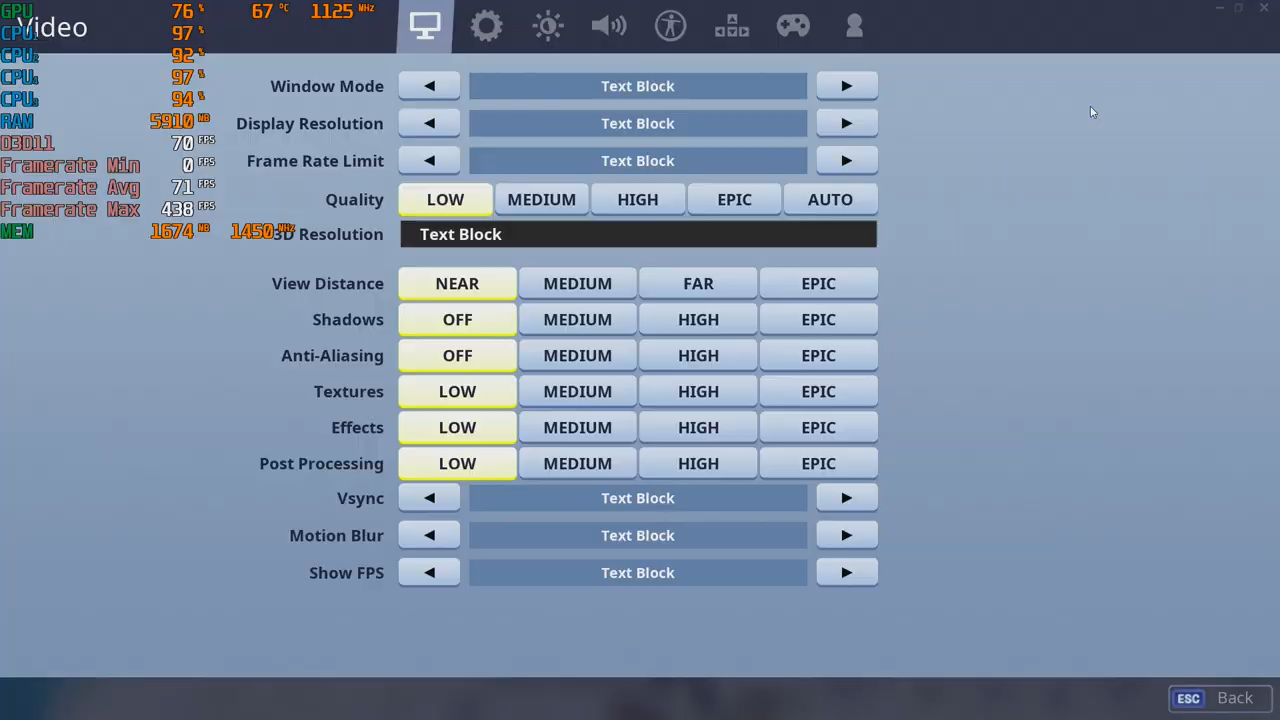 Video
GPU 76 % 67 °C 1125 MHz
CPU₁ 97 %
CPU₂ 92 %
CPU 97 %
CPU 94 %
RAM 5910 MB
D3D11 70 FPS
Framerate Min 0 FPS
Framerate Avg 71 FPS
Framerate Max 438 FPS
MEM 1674 MB 1450 MHz
Window Mode ◄ Text Block ►
Display Resolution ◄ Text Block ►
Frame Rate Limit ◄ Text Block ►
Quality LOW MEDIUM HIGH EPIC AUTO
3D Resolution Text Block
View Distance NEAR MEDIUM FAR EPIC
Shadows OFF MEDIUM HIGH EPIC
Anti-Aliasing OFF MEDIUM HIGH EPIC
Textures LOW MEDIUM HIGH EPIC
Effects LOW MEDIUM HIGH EPIC
Post Processing LOW MEDIUM HIGH EPIC
Vsync ◄ Text Block ►
Motion Blur ◄ Text Block ►
Show FPS ◄ Text Block ►
ESC Back